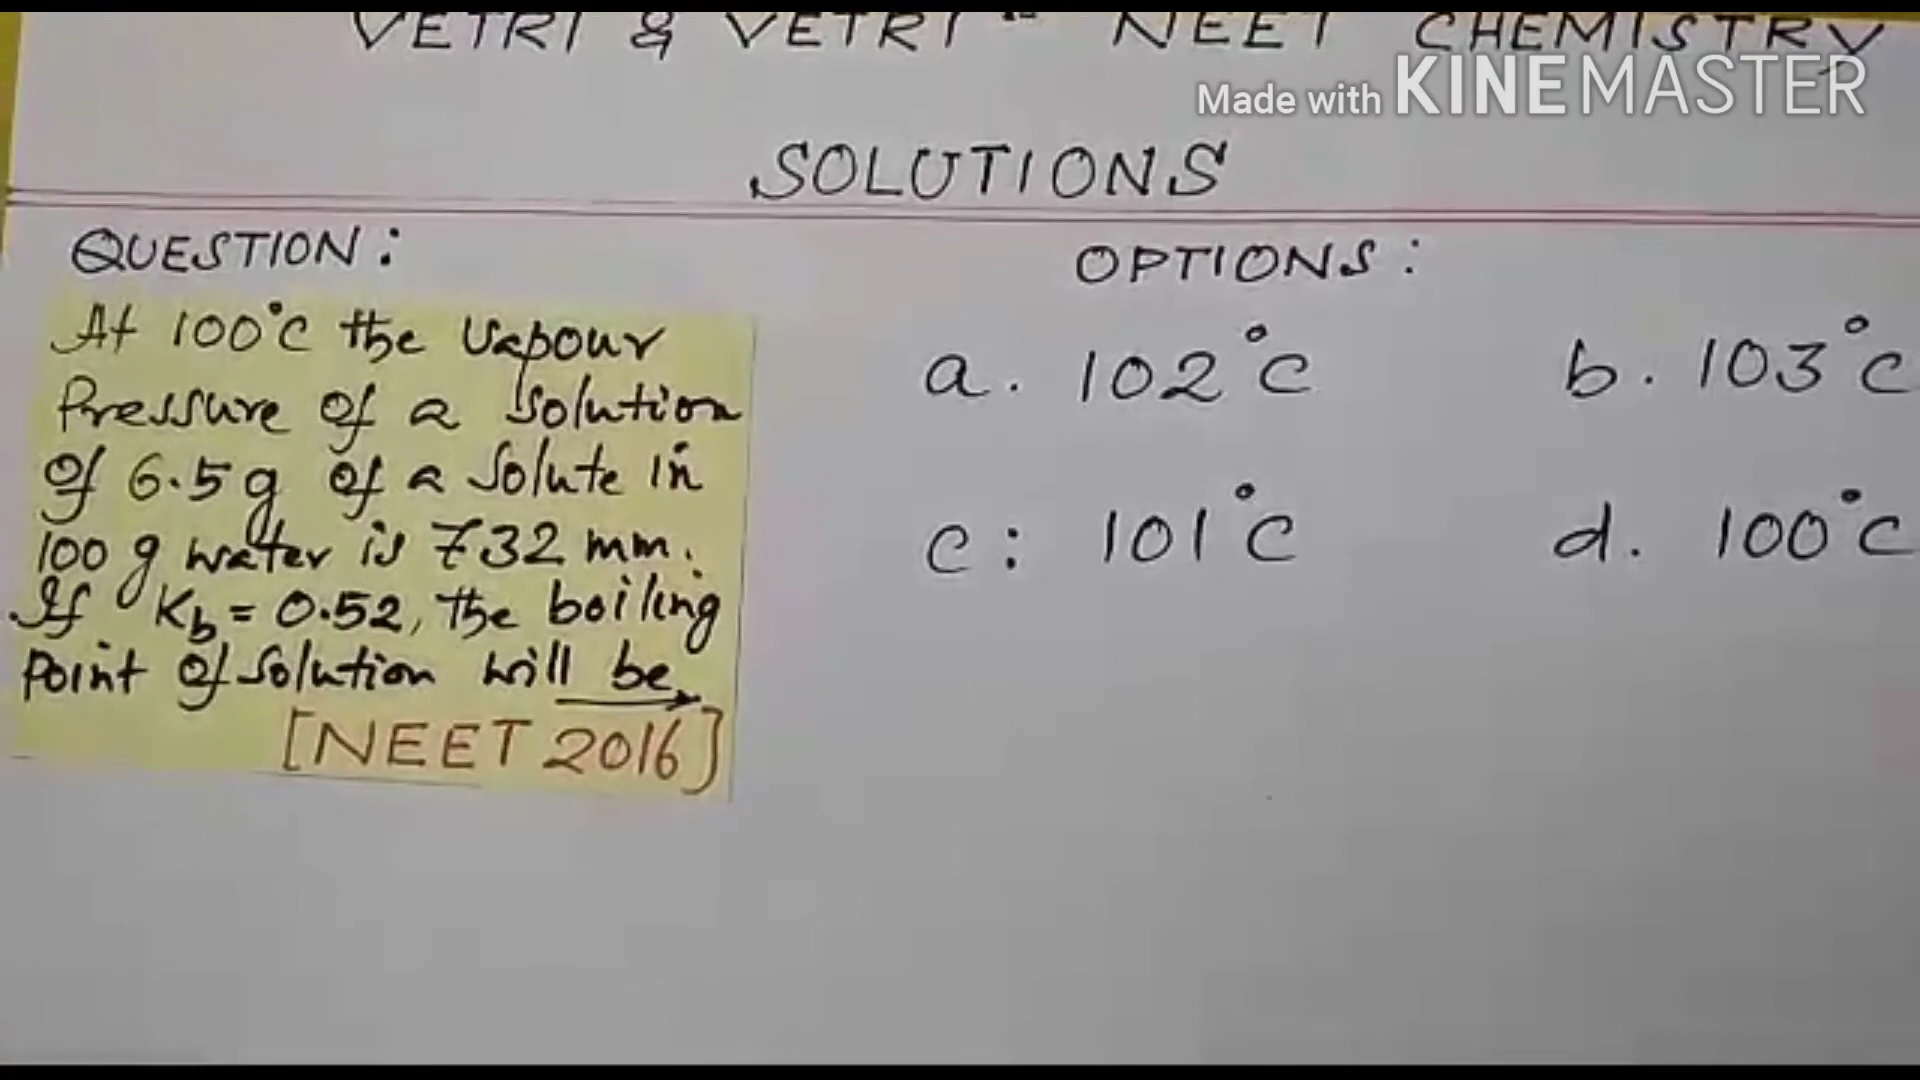 VETRI & VETRI " NEET CHEMISTRY
Made with KINEMASTER
SOLUTIONS
QUESTION:
OPTIONS:
At 100°C the Vapour
Pressure of a Solution
of 6.5g of a Solute in
100 g water is 732 mm.
If Kb = 0.52, the boiling
Point of Solution will be
[NEET 2016]
a. 102°C
b. 103°C
c: 101°C
d. 100°C